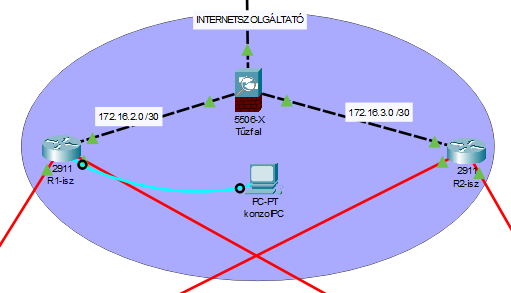 INTERNETSZOLGÁLTATÓ
172.16.2.0 /30
172.16.3.0 /30
5506-X
Tűzfal
2911
R1-isz
2911
R2-isz
PC-PT
konzolPC